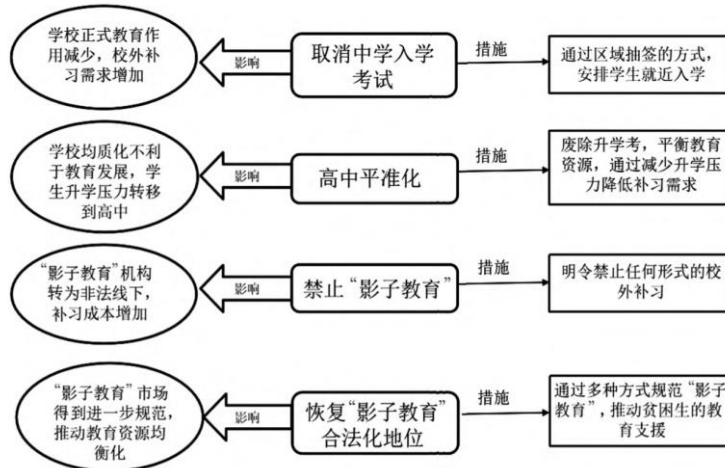 学校正式教育作
用减少，校外补
习需求增加
影响
取消中学入学
考试
措施
通过区域抽签的方式，
安排学生就近入学
学校均质化不利
于教育发展，学
生升学压力转移
到高中
影响
高中平准化
措施
废除升学考，平衡教育
资源，通过减少升学压
力降低补习需求
“影子教育”机构
转为非法线下，
补习成本增加
影响
禁止“影子教育”
措施
明令禁止任何形式的校
外补习
“影子教育”市场
得到进一步规范，
推动教育资源均
衡化
影响
恢复“影子教育”
合法化地位
措施
通过多种方式规范“影子
教育”，推动贫困生的教
育支援